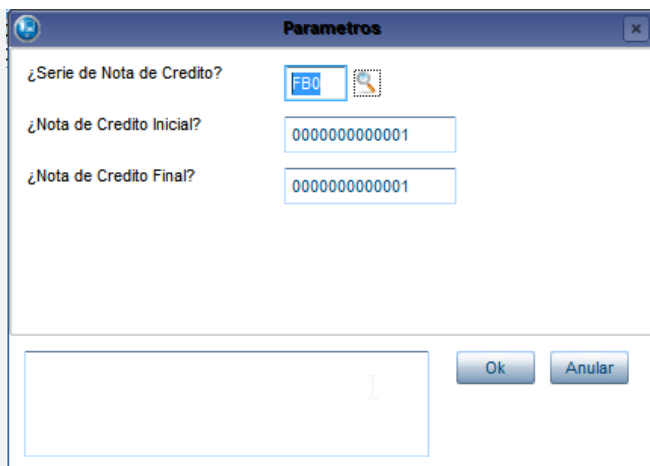 Parametros
¿Serie de Nota de Credito?
FB0
¿Nota de Credito Inicial?
0000000000001
¿Nota de Credito Final?
0000000000001
Ok
Anular